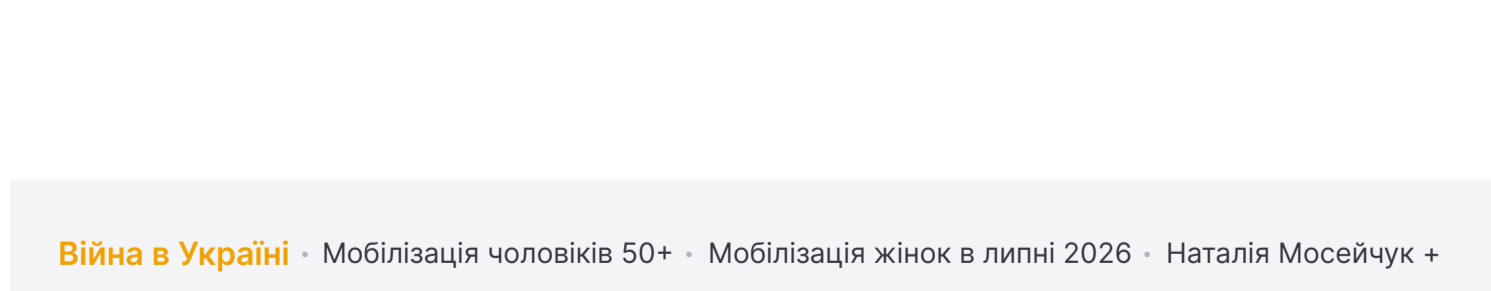 Війна в Україні • Мобілізація чоловіків 50+ • Мобілізація жінок в липні 2026 • Наталія Мосейчук +